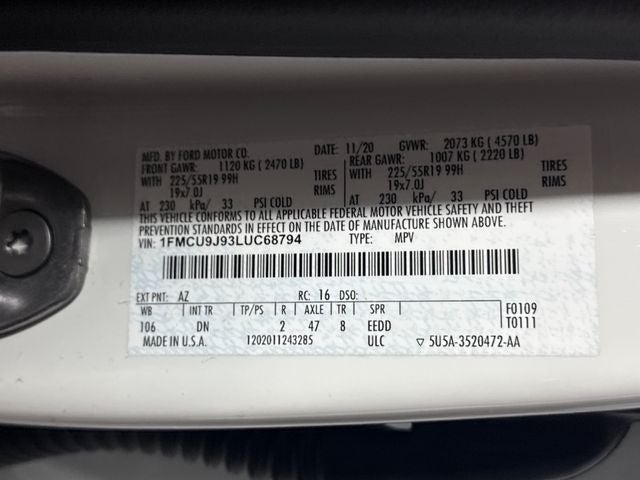 MFD. BY FORD MOTOR CO. DATE: 11/20 GVWR: 2073 KG ( 4570 LB)
FRONT GAWR: 1120 KG ( 2470 LB) REAR GAWR: 1007 KG ( 2220 LB)
WITH 225/55R19 99H TIRES WITH 225/55R19 99H TIRES
19x7.0J RIMS 19x7.0J RIMS
AT 230 kPa/ 33 PSI COLD AT 230 kPa/ 33 PSI COLD
THIS VEHICLE CONFORMS TO ALL APPLICABLE FEDERAL MOTOR VEHICLE SAFETY AND THEFT
PREVENTION STANDARDS IN EFFECT ON THE DATE OF MANUFACTURE SHOWN ABOVE.
VIN: 1FMCU9J93LUC68794 TYPE: MPV
EXT PNT: AZ RC: 16 DSO:
WB INT TR TP/PS R AXLE TR SPR F0109
106 DN 2 47 8 EEDD T0111
MADE IN U.S.A. 1202011243285 ULC ▽ 5U5A-3520472-AA